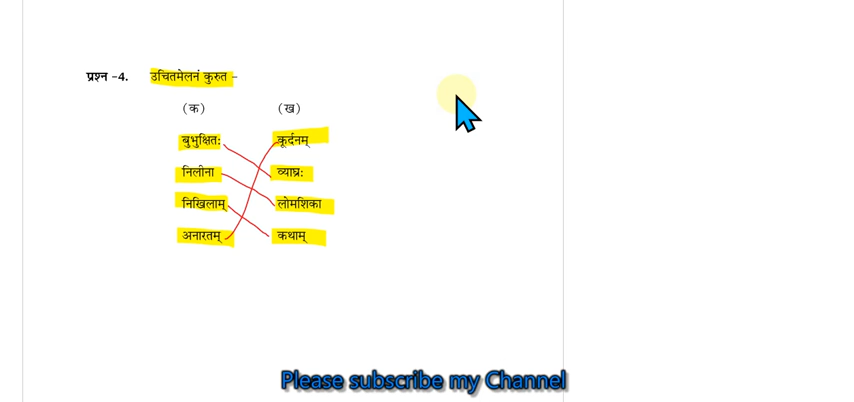 प्रश्न -4. उचितमेलनं कुरुत -
(क) (ख)
बुभुक्षितः कूर्दनम्
निलीना व्याघ्रः
निखिलाम् लोमशिका
अनारतम् कथाम्
Please subscribe my Channel